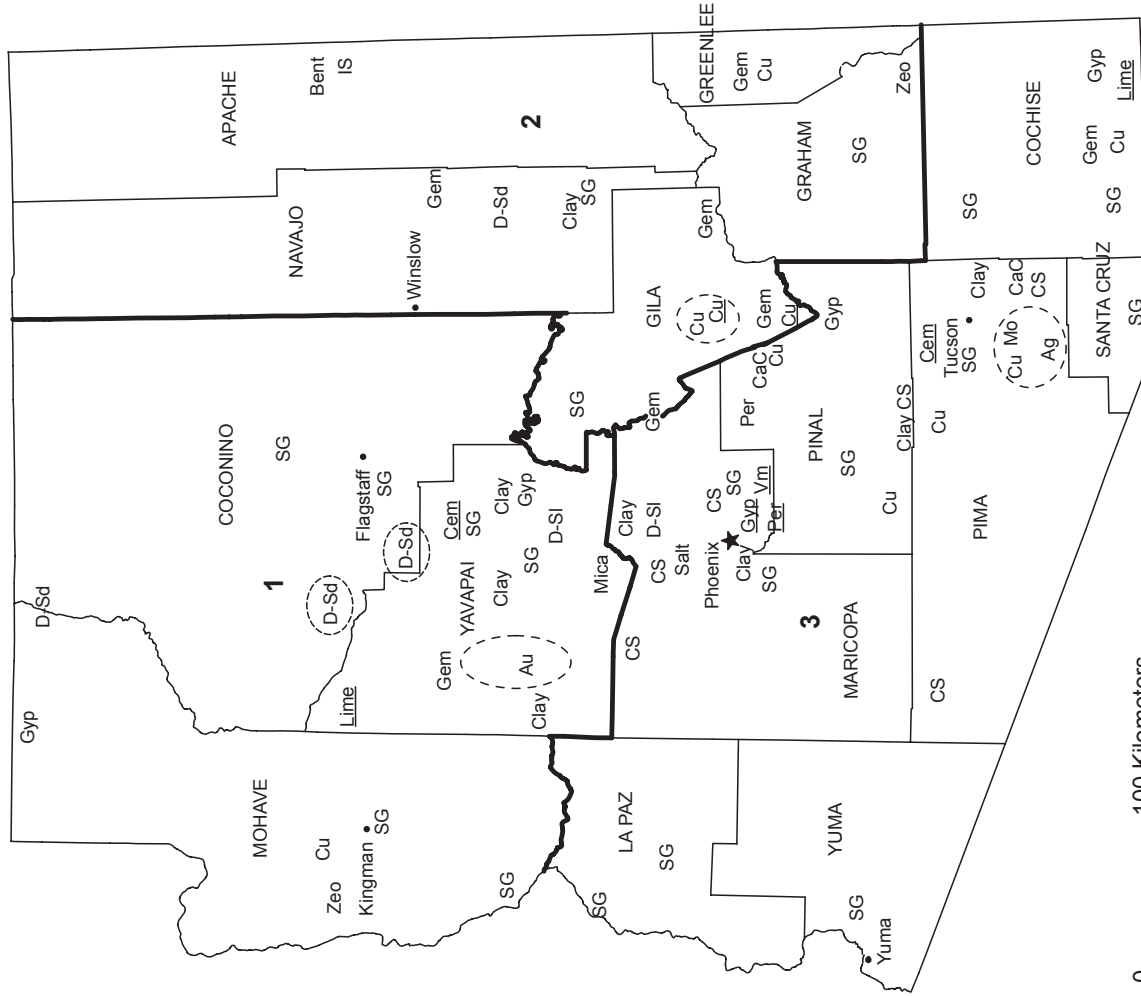 Gyp
D-Sd
COCONINO
SG
1
Flagstaff
SG
D-Sd
D-Sd
NAVAJO
Winslow
Gem
D-Sd
Clay
SG
APACHE
Bent
IS
2
MOHAVE
Cu
Zeo
Kingman
SG
SG
Lime
Gem
YAVAPAI
Cem
SG
Clay
Clay
Gyp
SG
D-Sl
Au
Clay
Mica
SG
GILA
Gem
Gem
Cu
Cu
Gem
Cu
GREENLEE
Gem
Cu
GRAHAM
SG
Zeo
SG
LA PAZ
SG
YUMA
SG
Yuma
CS
CS
Clay
D-Sl
Salt
CS
SG
Phoenix
Gyp
Vm
Per
Clay
SG
3
MARICOPA
CaC
Cu
Per
Gyp
PINAL
SG
Cu
Clay CS
Cu
CS
PIMA
Cem
Tucson
SG
Clay
CaC
CS
Cu
Mo
Ag
SANTA CRUZ
SG
COCHISE
SG
Gem
Cu
Gyp
Lime
SG
0
100 Kilometers